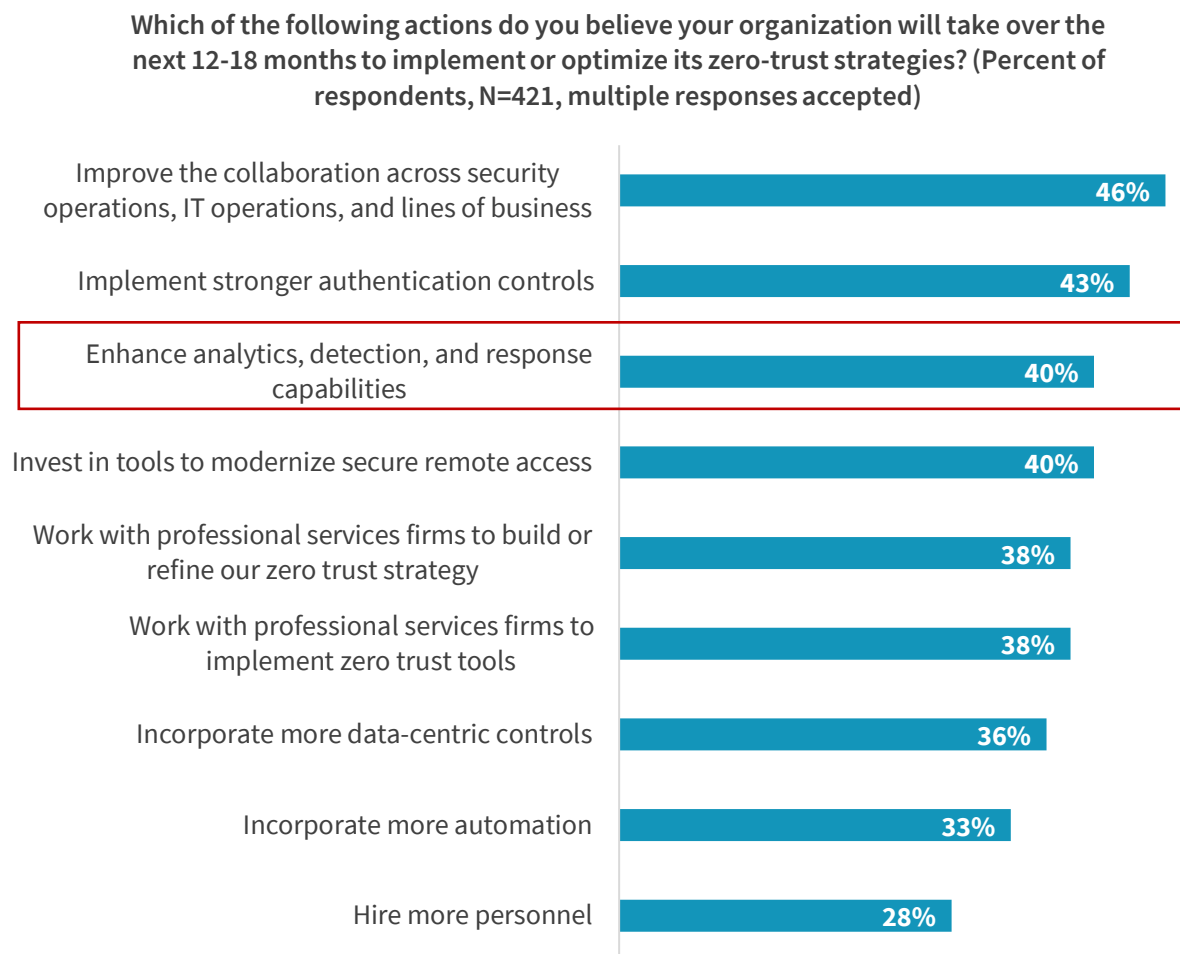 Which of the following actions do you believe your organization will take over the
next 12-18 months to implement or optimize its zero-trust strategies? (Percent of
respondents, N=421, multiple responses accepted)
Improve the collaboration across security
operations, IT operations, and lines of business
46%
Implement stronger authentication controls
43%
Enhance analytics, detection, and response
capabilities
40%
Invest in tools to modernize secure remote access
40%
Work with professional services firms to build or
refine our zero trust strategy
38%
Work with professional services firms to
implement zero trust tools
38%
Incorporate more data-centric controls
36%
Incorporate more automation
33%
Hire more personnel
28%